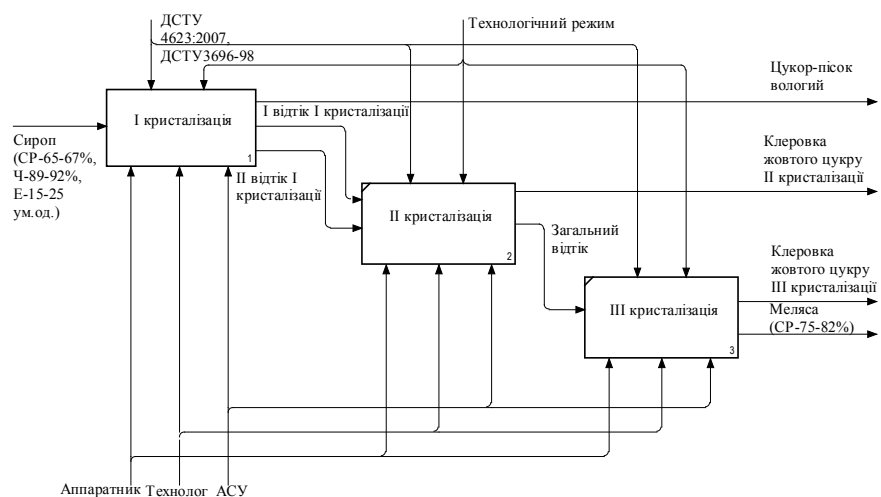 ДСТУ
4623:2007,
ДСТУ3696-98
Технологічний режим
Цукор-пісок
вологий
І кристалізація
1
І відтік І кристалізації
Сироп
(СР-65-67%,
Ч-89-92%,
Е-15-25
ум.од.)
ІІ відтік І
кристалізації
Клеровка
жовтого цукру
ІІ кристалізації
ІІ кристалізація
2
Загальний
відтік
Клеровка
жовтого цукру
ІІІ кристалізації
ІІІ кристалізація
3
Меляса
(СР-75-82%)
Аппаратник
Технолог
АСУ